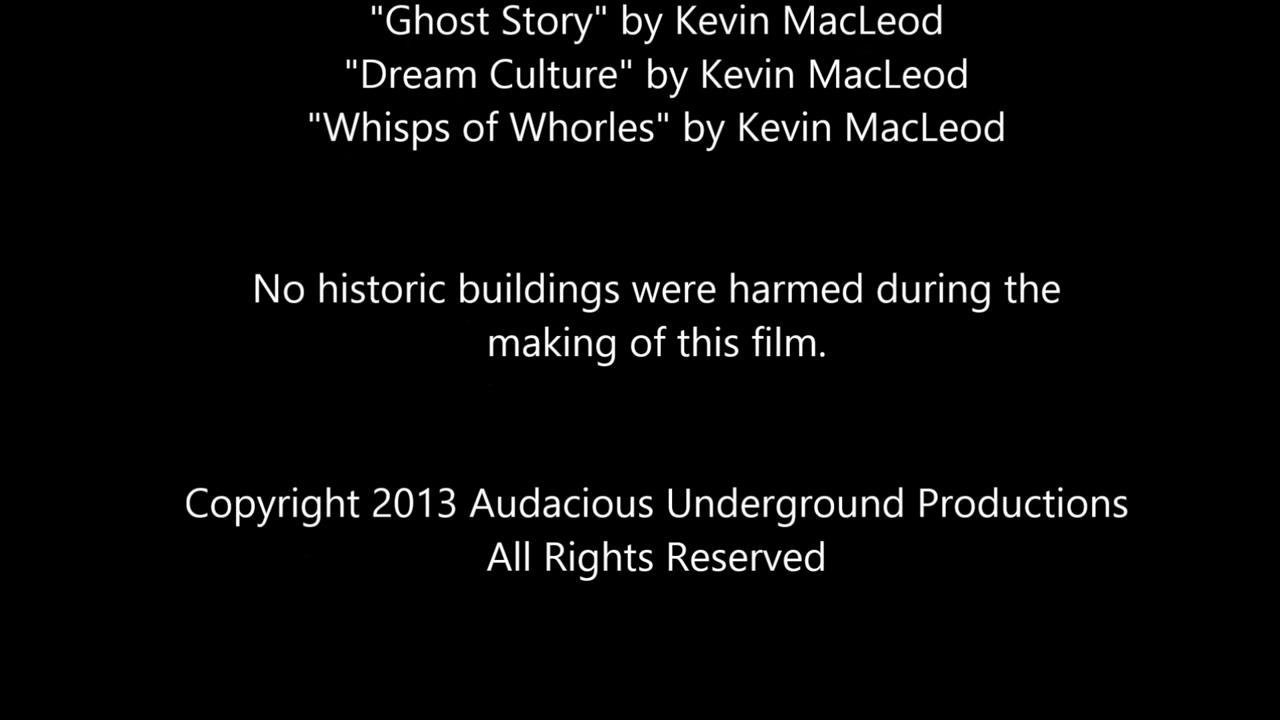 "Ghost Story" by Kevin MacLeod
"Dream Culture" by Kevin MacLeod
"Whisps of Whorles" by Kevin MacLeod
No historic buildings were harmed during the
making of this film.
Copyright 2013 Audacious Underground Productions
All Rights Reserved